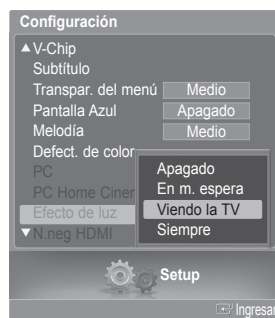 Configuración
▲ V-Chip
Subtítulo
Transpar. del menú Medio
Pantalla Azul Apagado
Melodía Medio
Defect. de color
PC
PC Home Ciner
Efecto de luz
▼ N.neg HDMI
Apagado
En m. espera
Viendo la TV
Siempre
Setup
Ingresar